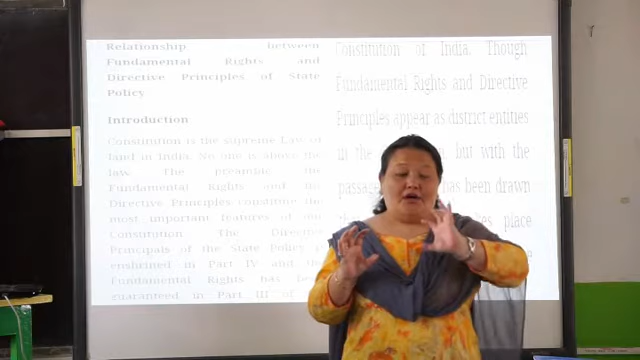 Relationship between
Fundamental Rights and
Directive Principles of State
Policy
Introduction
Constitution is the supreme Law of
land in India. No one is above the
law. The preamble the
Fundamental Rights and the
Directive Principles constitute the
most important features of our
Constitution The Directive
Principals of the State Policy
enshrined in Part IV and the
Fundamental Rights has
guaranteed in Part III of
Constitution of India. Though
Fundamental Rights and Directive
Principles appear as district entities
in the but with the
passage has been drawn
place